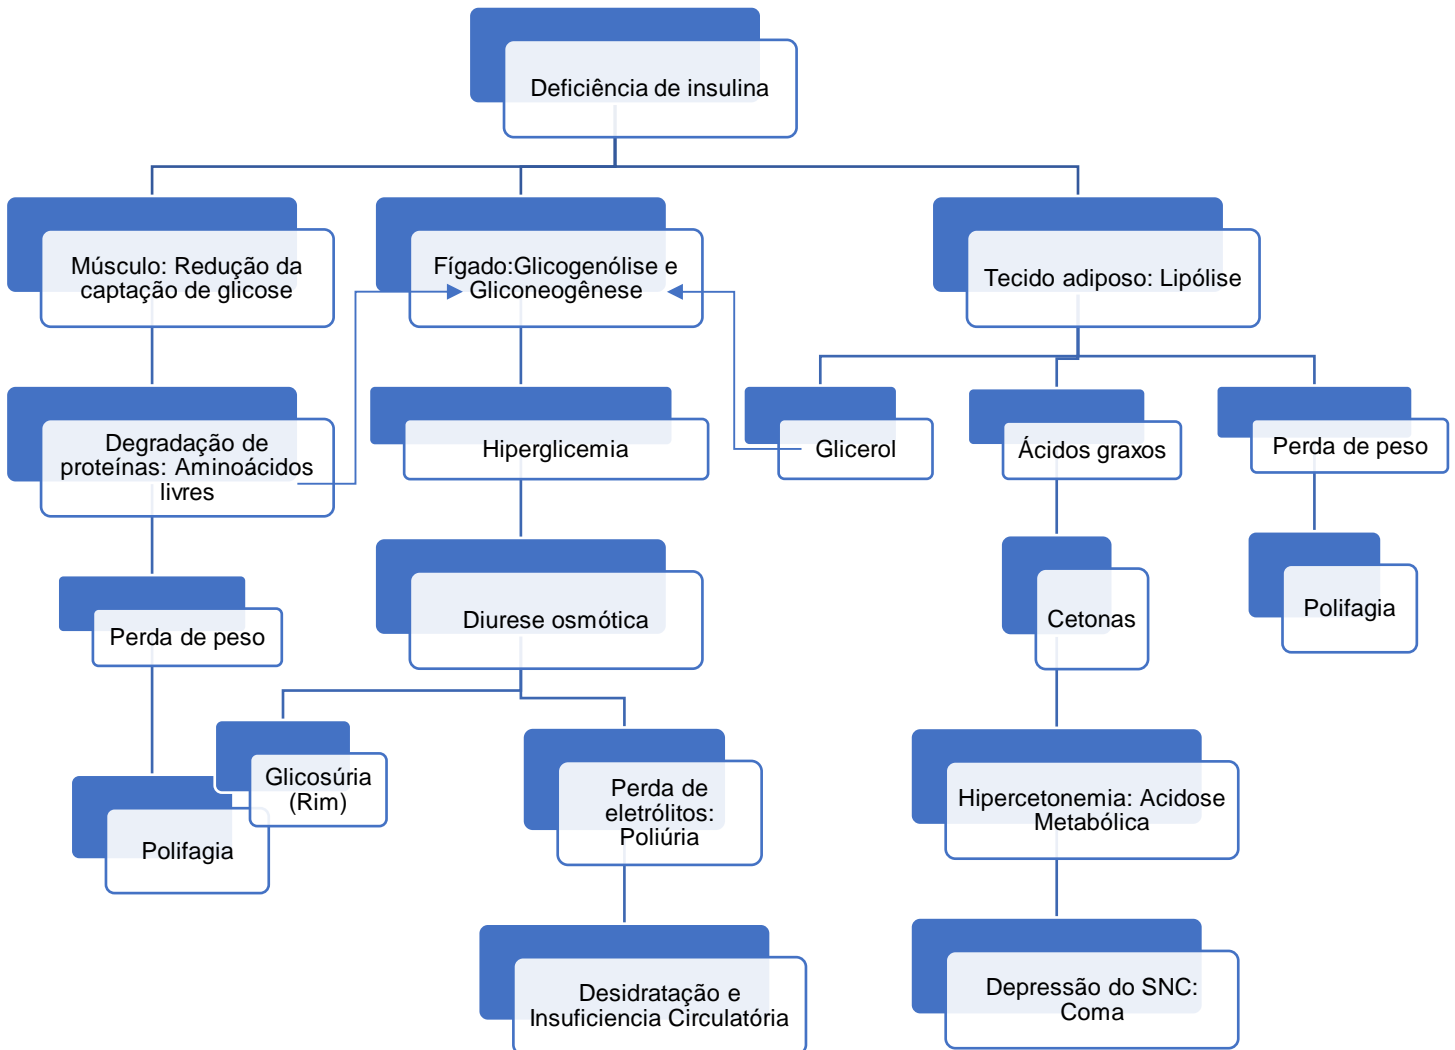 Deficiência de insulina
Músculo: Redução da
captação de glicose
Fígado:Glicogenólise e
Gliconeogênese
Tecido adiposo: Lipólise
Degradação de
proteínas: Aminoácidos
livres
Hiperglicemia
Glicerol
Ácidos graxos
Perda de peso
Perda de peso
Diurese osmótica
Cetonas
Polifagia
Polifagia
Glicosúria
(Rim)
Perda de
eletrólitos:
Poliúria
Hipercetonemia: Acidose
Metabólica
Desidratação e
Insuficiencia Circulatória
Depressão do SNC:
Coma